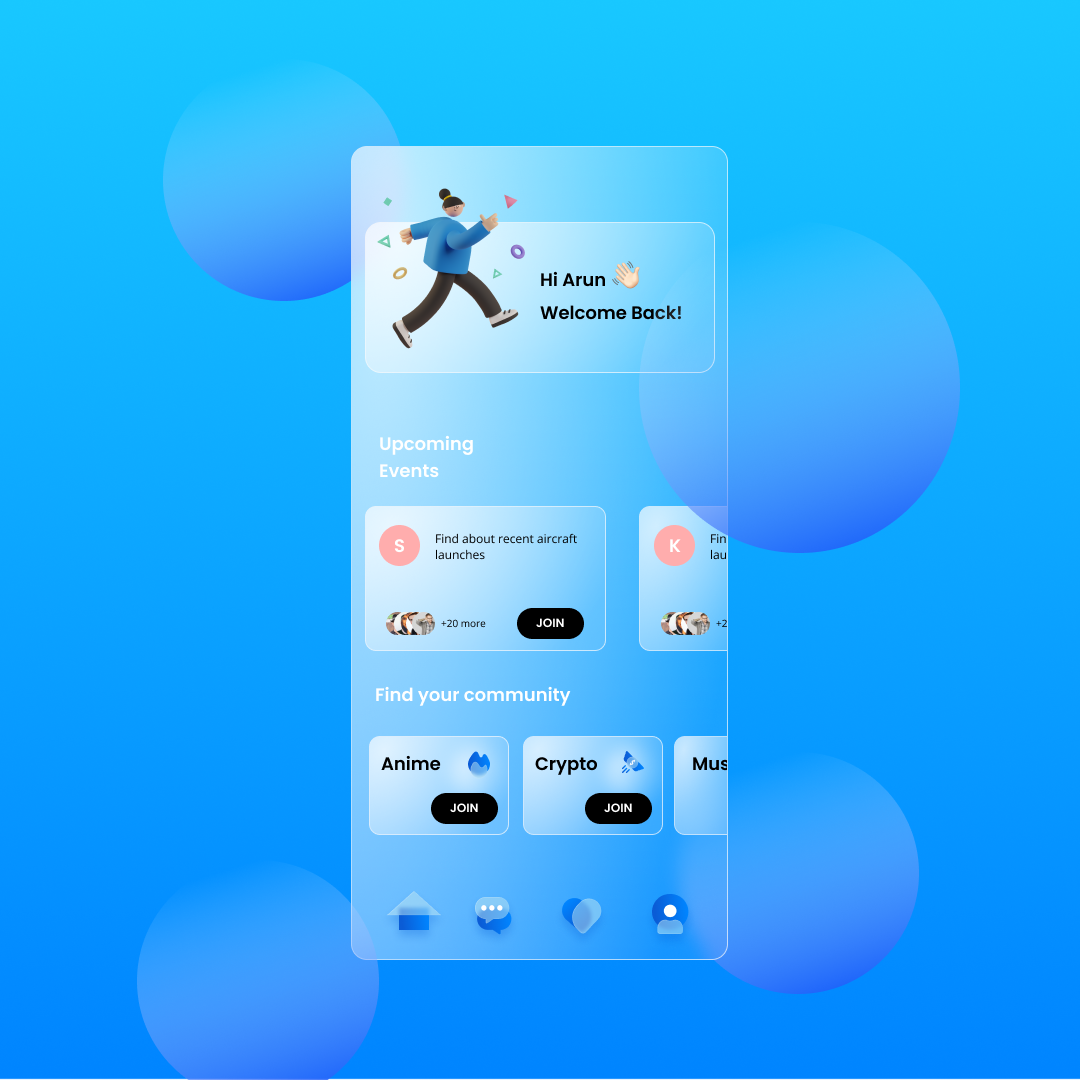 Hi Arun 👋🏻
Welcome Back!
Upcoming
Events
S
Find about recent aircraft
launches
+20 more
JOIN
K
Fin
lau
+2
Find your community
Anime
JOIN
Crypto
JOIN
Mus